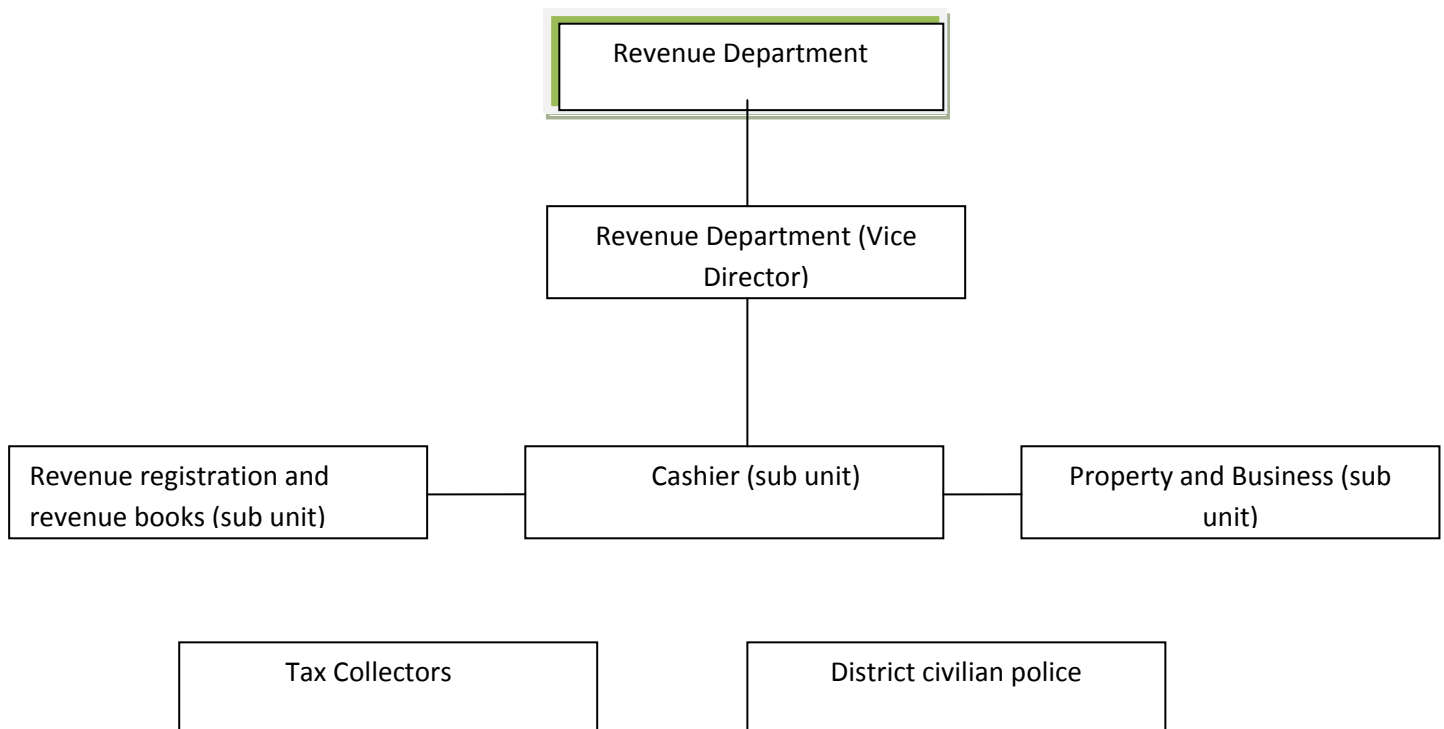 Revenue Department
Revenue Department (Vice
Director)
Revenue registration and
revenue books (sub unit)
Cashier (sub unit)
Property and Business (sub
unit)
Tax Collectors
District civilian police